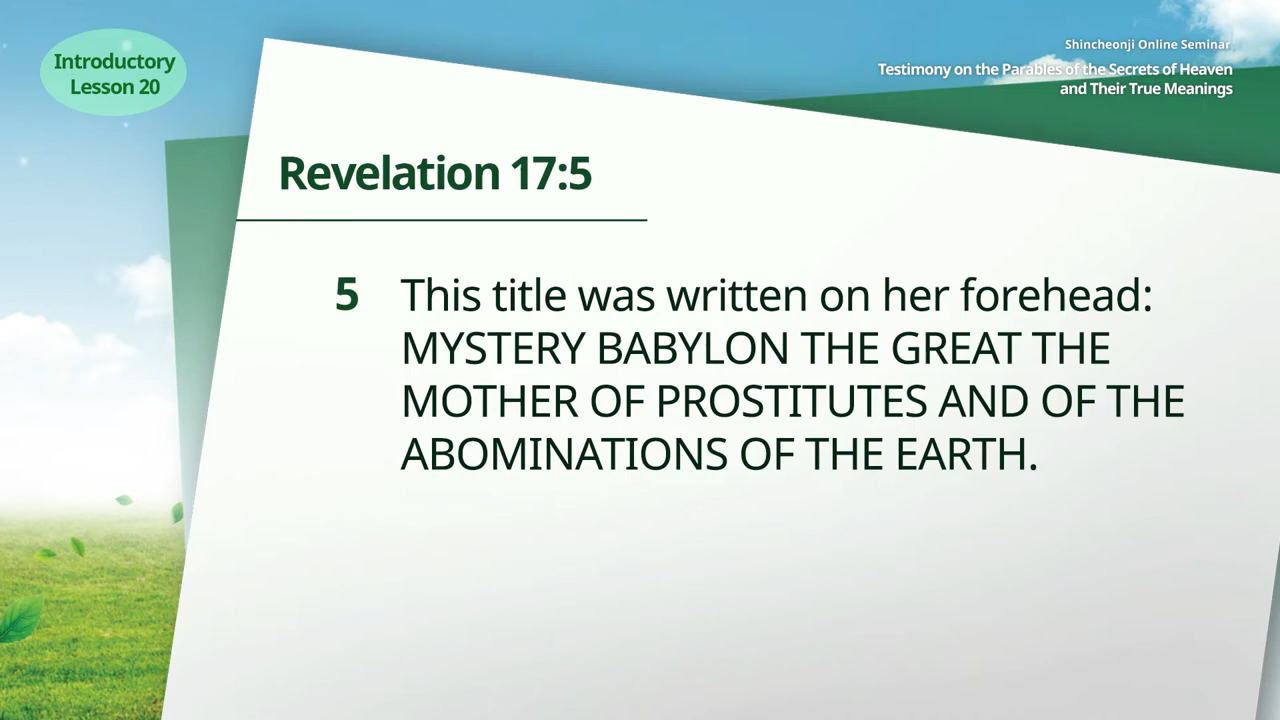 Introductory
Lesson 20
Shincheonji Online Seminar
Testimony on the Parables of the Secrets of Heaven
and Their True Meanings
Revelation 17:5
5 This title was written on her forehead:
MYSTERY BABYLON THE GREAT THE
MOTHER OF PROSTITUTES AND OF THE
ABOMINATIONS OF THE EARTH.